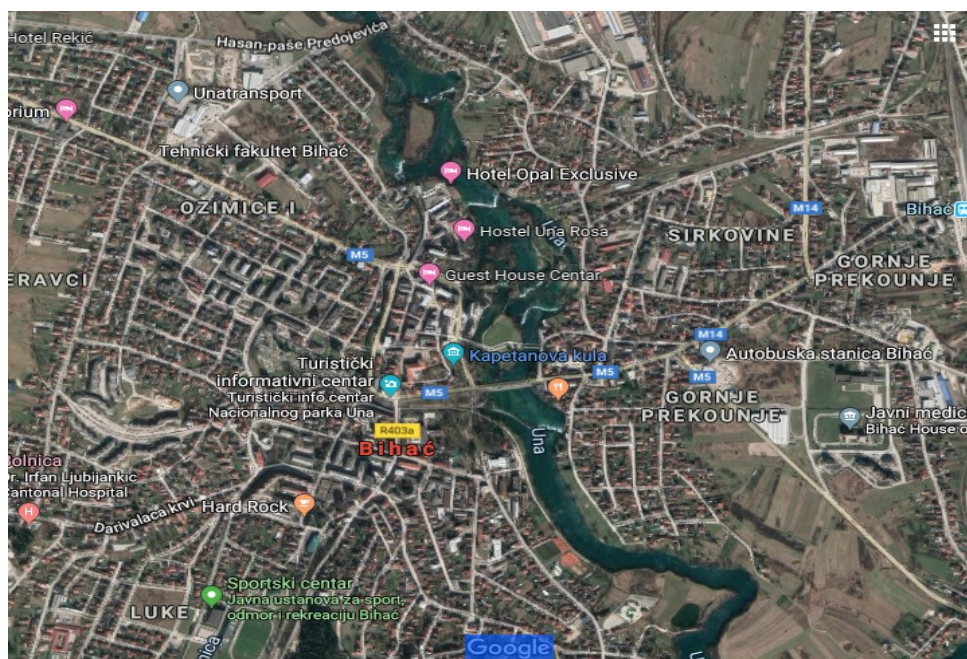 Hotel Rekić
Hasan-paše Predojevića
Unatransport
orium
Tehnički fakultet Bihać
Hotel Opal Exclusive
OZIMICE I
M14
Bihać
Hostel Una Rosa
Una
SIRKOVINE
M5
GORNJE
PREKOUNJE
ERAVCI
Guest House Centar
M14
Kapetanova kula
Autobuska stanica Bihać
Turistički
informativni centar
Turistički info centar
Nacionalnog parka Una
M5
M5
M5
GORNJE
PREKOUNJE
Javni medic
Bihać House o
R403a
Bihać
Una
Bolnica
Dr. Irfan Ljubijankic
Cantonal Hospital
H
Darivalaca krvi
Hard Rock
Sportski centar
Javna ustanova za sport,
odmor i rekreaciju Bihać
LUKE
nica
U
Google